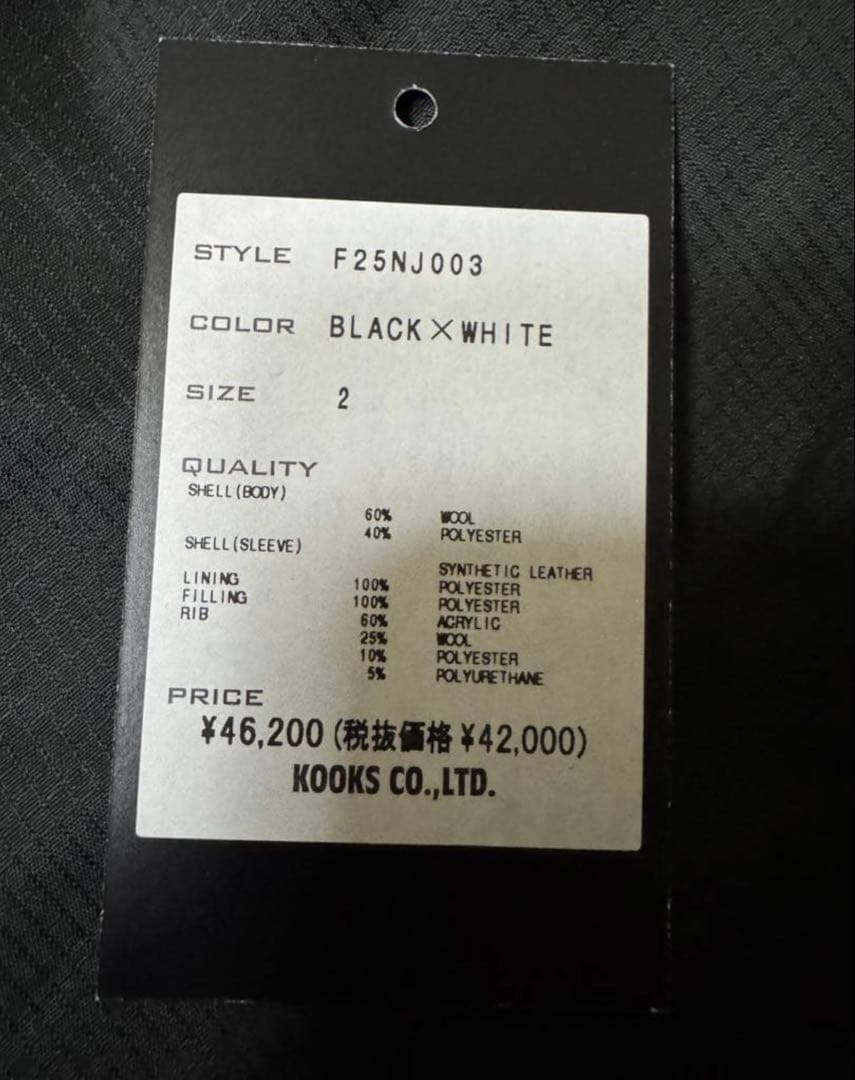 STYLE F25NJ003
COLOR BLACK×WHITE
SIZE 2
QUALITY
SHELL(BODY)
60% WOOL
40% POLYESTER
SHELL(SLEEVE)
SYNTHETIC LEATHER
LINING 100% POLYESTER
FILLING 100% POLYESTER
RIB 60% ACRYLIC
25% WOOL
10% POLYESTER
5% POLYURETHANE
PRICE
¥46,200(税抜価格¥42,000)
KOOKS CO.,LTD.